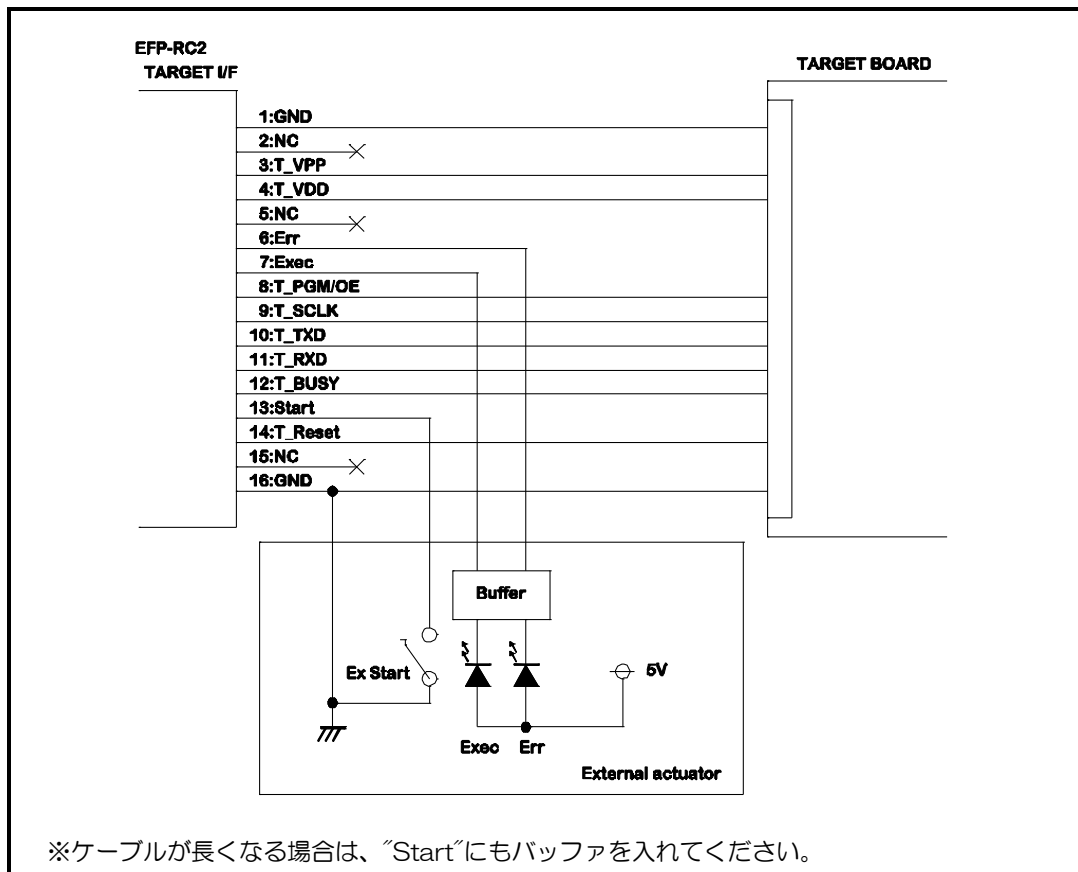 EFP-RC2
TARGET I/F
TARGET BOARD
1:GND
2:NC
3:T_VPP
4:T_VDD
5:NC
6:Err
7:Exec
8:T_PGM/OE
9:T_SCLK
10:T_TXD
11:T_RXD
12:T_BUSY
13:Start
14:T_Reset
15:NC
16:GND
Buffer
Ex Start
5V
Exec Err
External actuator
※ケーブルが長くなる場合は、″Start″にもバッファを入れてください。